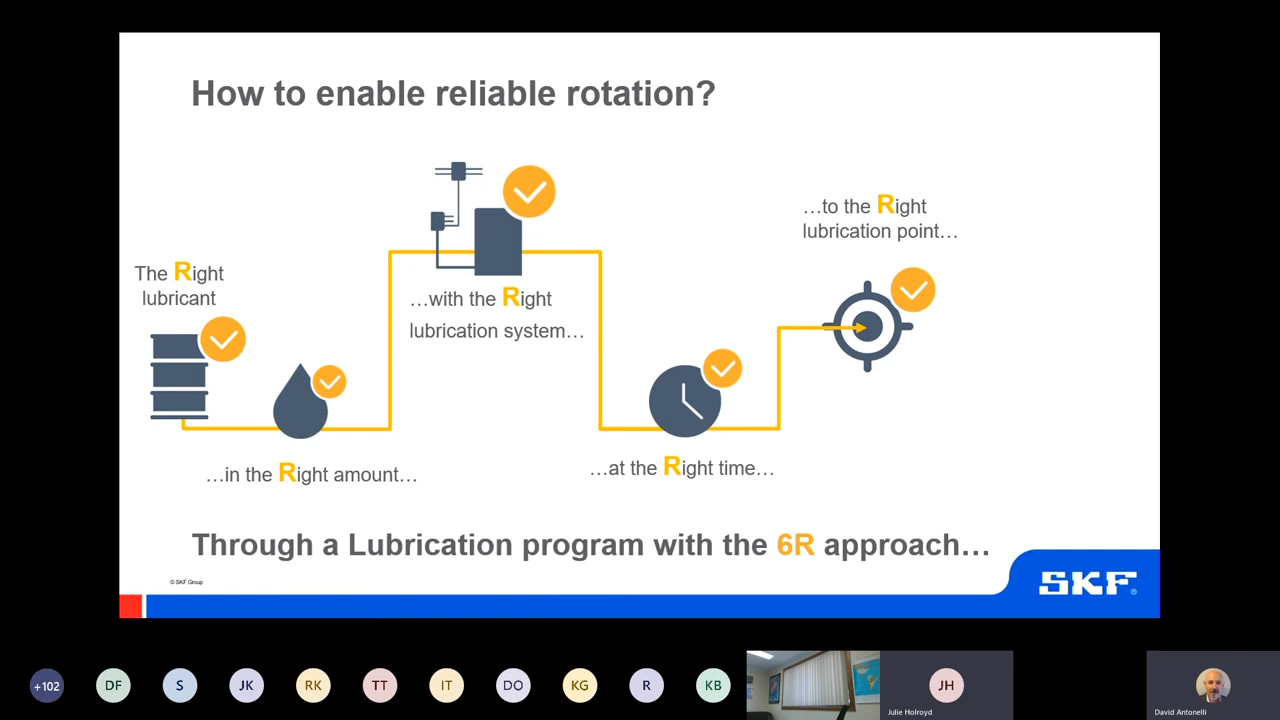 How to enable reliable rotation?
The Right
lubricant
…in the Right amount…
…with the Right
lubrication system…
…at the Right time…
…to the Right
lubrication point…
Through a Lubrication program with the 6R approach…
© SKF Group
SKF®
+102
DF
S
JK
RK
TT
IT
DO
KG
R
KB
JH
Julie Holroyd
David Antonelli